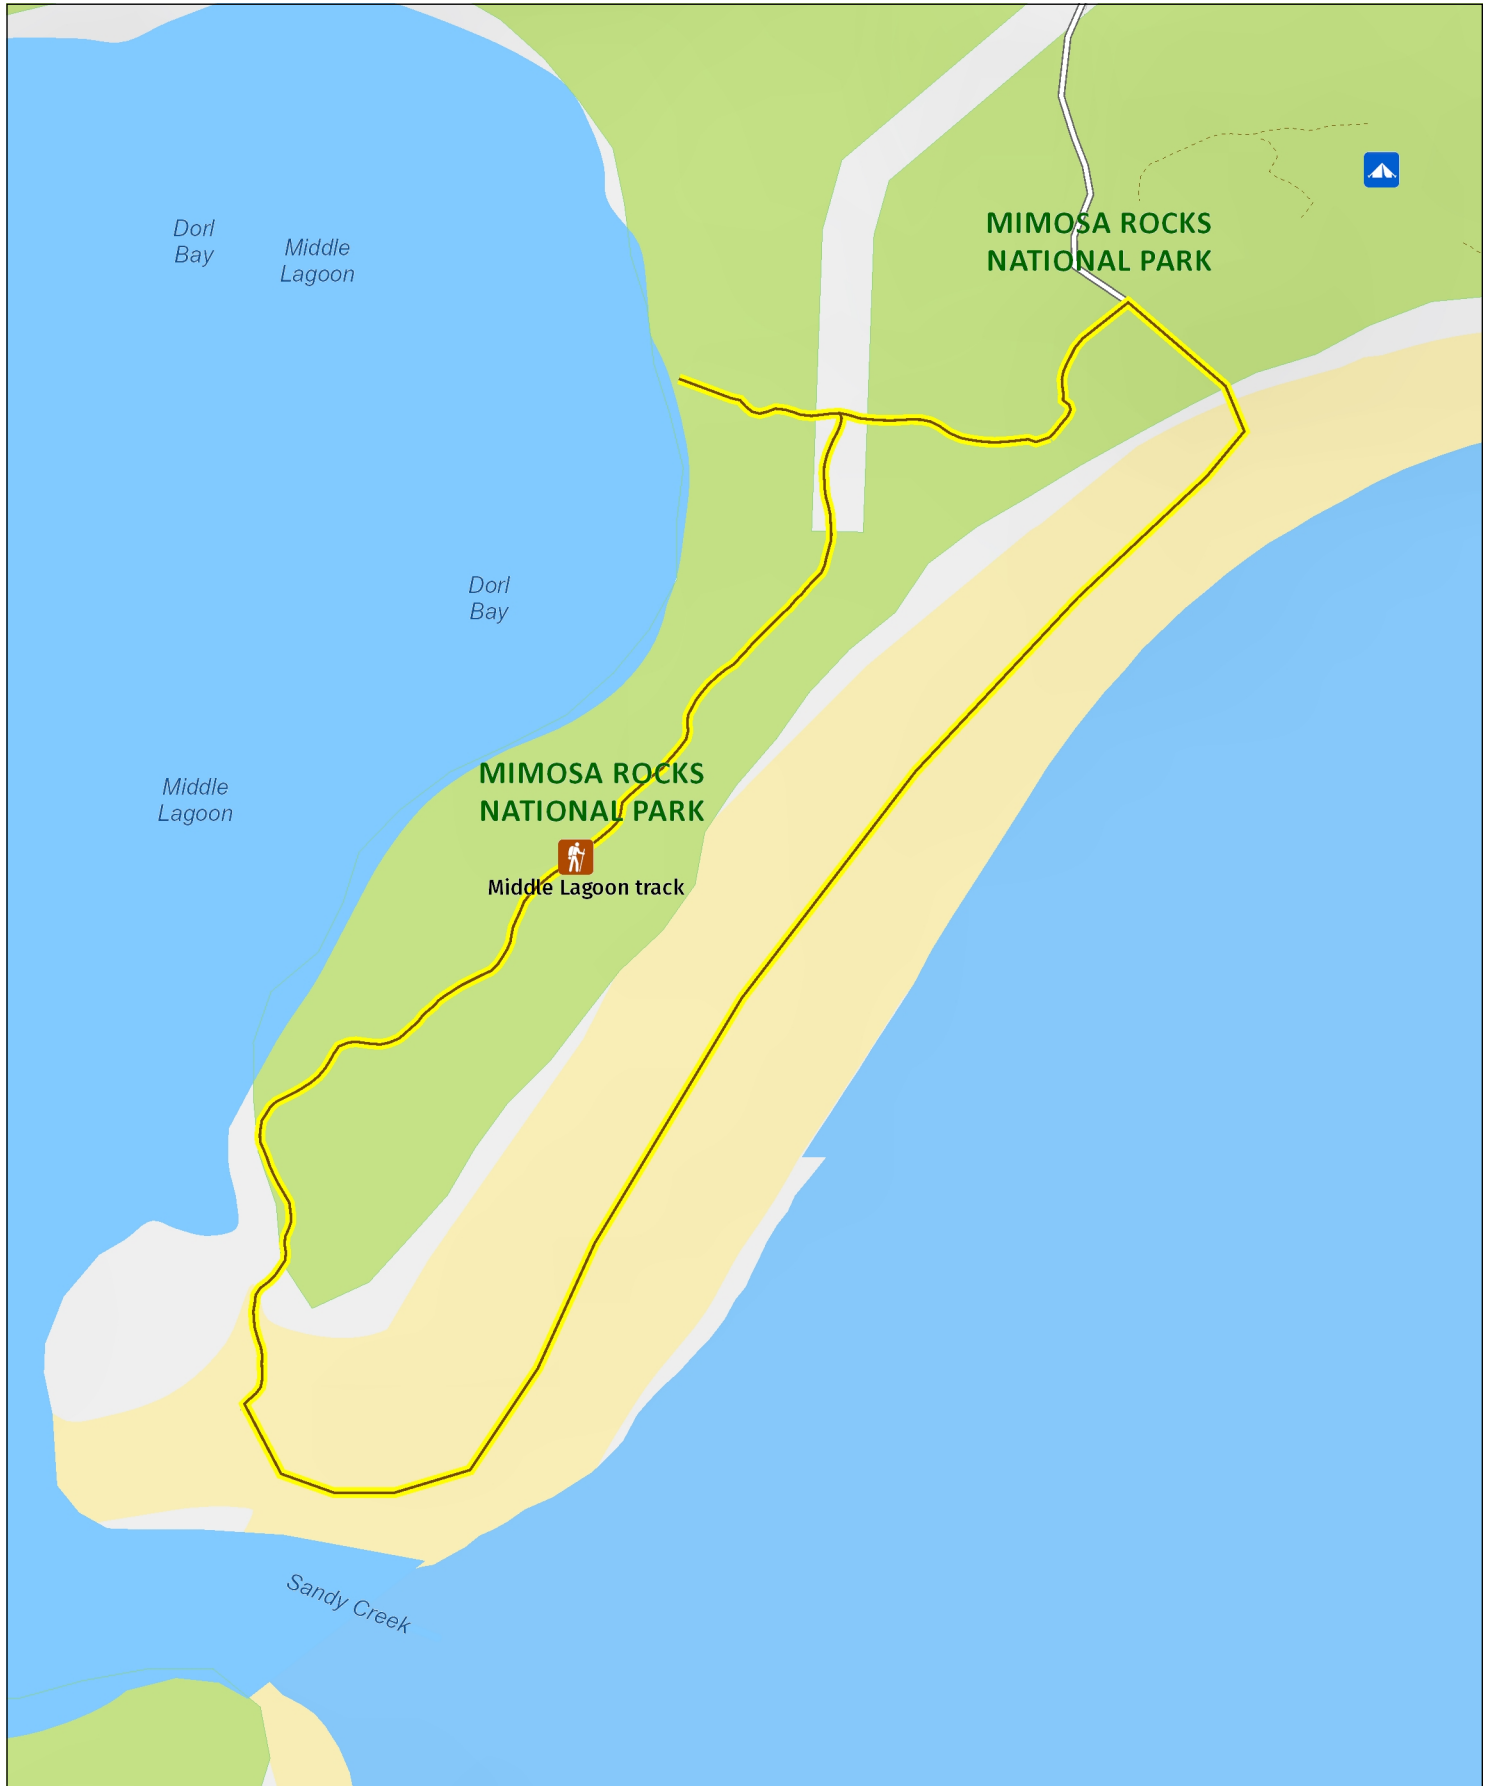 MIMOSA ROCKS
NATIONAL PARK
Dorl
Bay
Middle
Lagoon
Dorl
Bay
Middle
Lagoon
MIMOSA ROCKS
NATIONAL PARK
Middle Lagoon track
Sandy Creek